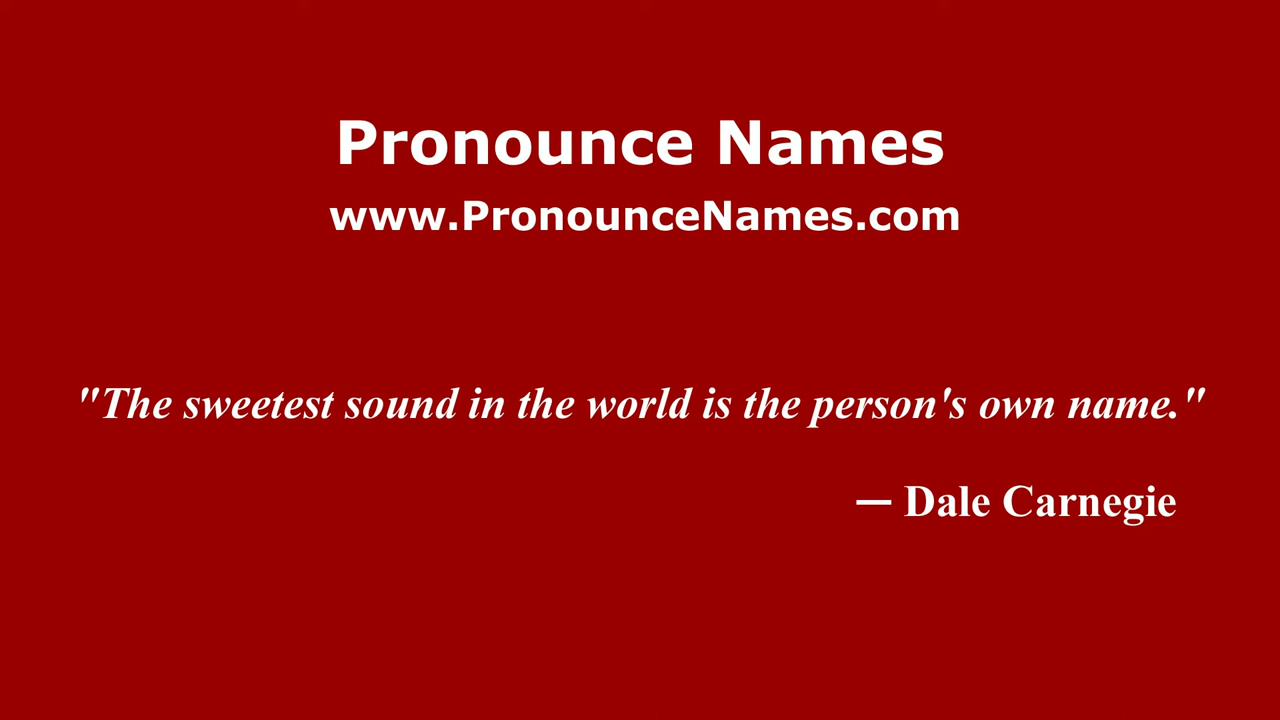 Pronounce Names
www.PronounceNames.com
"The sweetest sound in the world is the person's own name."
— Dale Carnegie